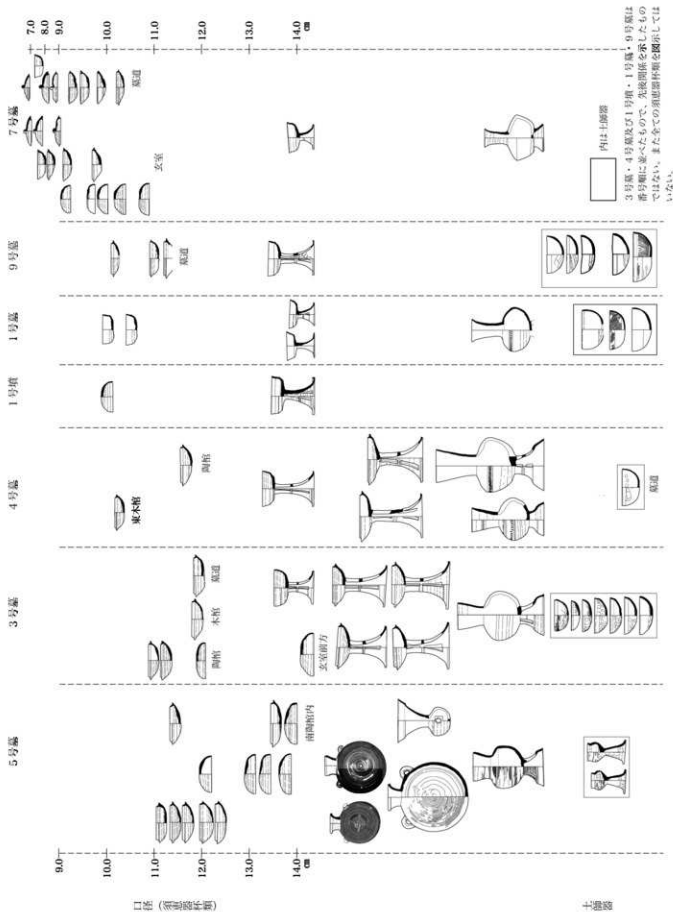 5号墓
3号墓
4号墓
1号墳
1号墓
9号墓
7号墓
9.0
10.0
11.0
12.0
13.0
14.0
㎝
7.0
8.0
9.0
10.0
11.0
12.0
13.0
14.0
㎝
口径(須恵器杯類)
南陶棺内
陶棺
木棺
墓道
玄室前方
東木棺
陶棺
墓道
墓道
玄室
墓道
土師器
内は土師器
3号墓・4号墓及び1号墳・1号墓・9号墓は
番号順に並べたもので、先後関係を示したもの
ではない。また全ての須恵器杯類を図示しては
いない。